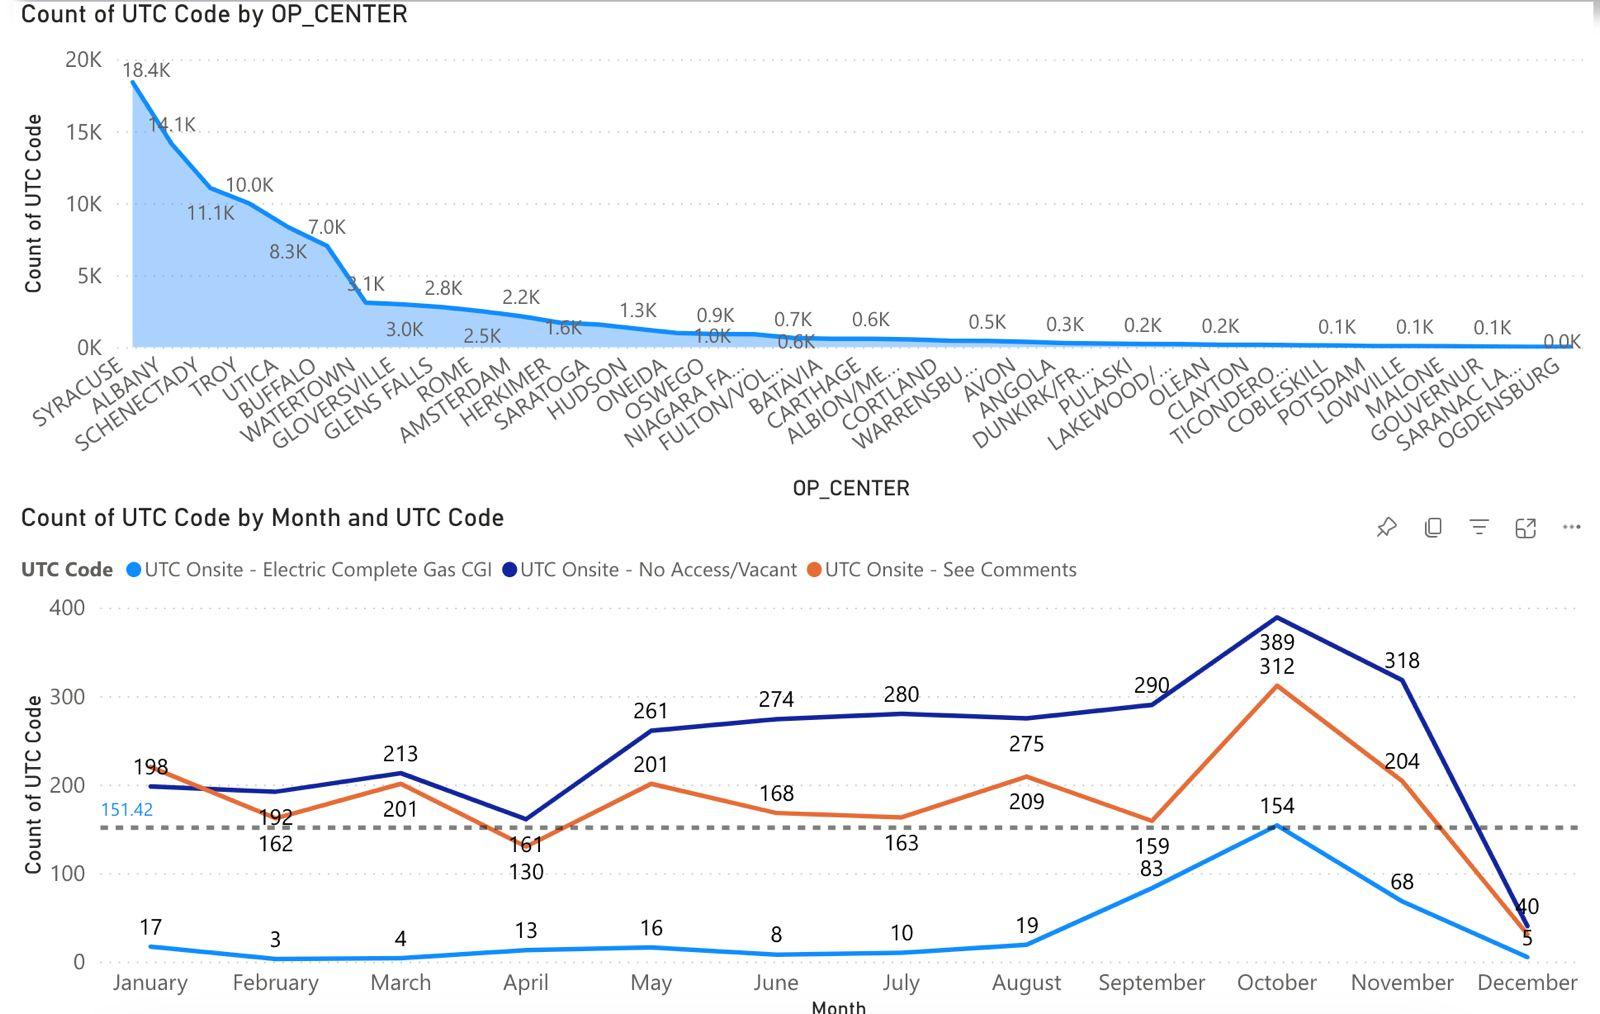 Count of UTC Code by OP_CENTER
Count of UTC Code
20K
15K
10K
5K
0K
18.4K
14.1K
11.1K
10.0K
8.3K
7.0K
3.1K
3.0K
2.8K
2.5K
2.2K
1.6K
1.3K
0.9K
1.0K
0.7K
0.6K
0.6K
0.5K
0.3K
0.2K
0.2K
0.1K
0.1K
0.1K
0.0K
SYRACUSE
ALBANY
SCHENECTADY
TROY
UTICA
BUFFALO
WATERTOWN
GLOVERSVILLE
GLENS FALLS
ROME
AMSTERDAM
HERKIMER
SARATOGA
HUDSON
ONEIDA
OSWEGO
NIAGARA FA...
FULTON/VOL...
BATAVIA
CARTHAGE
ALBION/ME...
CORTLAND
WARRENSBU...
AVON
ANGOLA
DUNKIRK/FR...
PULASKI
LAKEWOOD/...
OLEAN
CLAYTON
TICONDERO...
COBLESKILL
POTSDAM
LOWVILLE
MALONE
GOUVERNUR
SARANAC LA...
OGDENSBURG
OP_CENTER
Count of UTC Code by Month and UTC Code
UTC Code UTC Onsite - Electric Complete Gas CGI UTC Onsite - No Access/Vacant UTC Onsite - See Comments
Count of UTC Code
400
300
200
100
0
151.42
198
192
213
161
261
274
280
275
290
389
318
40
162
201
130
201
168
163
209
159
312
204
17
3
4
13
16
8
10
19
83
154
68
5
January February March April May June July August September October November December
Month